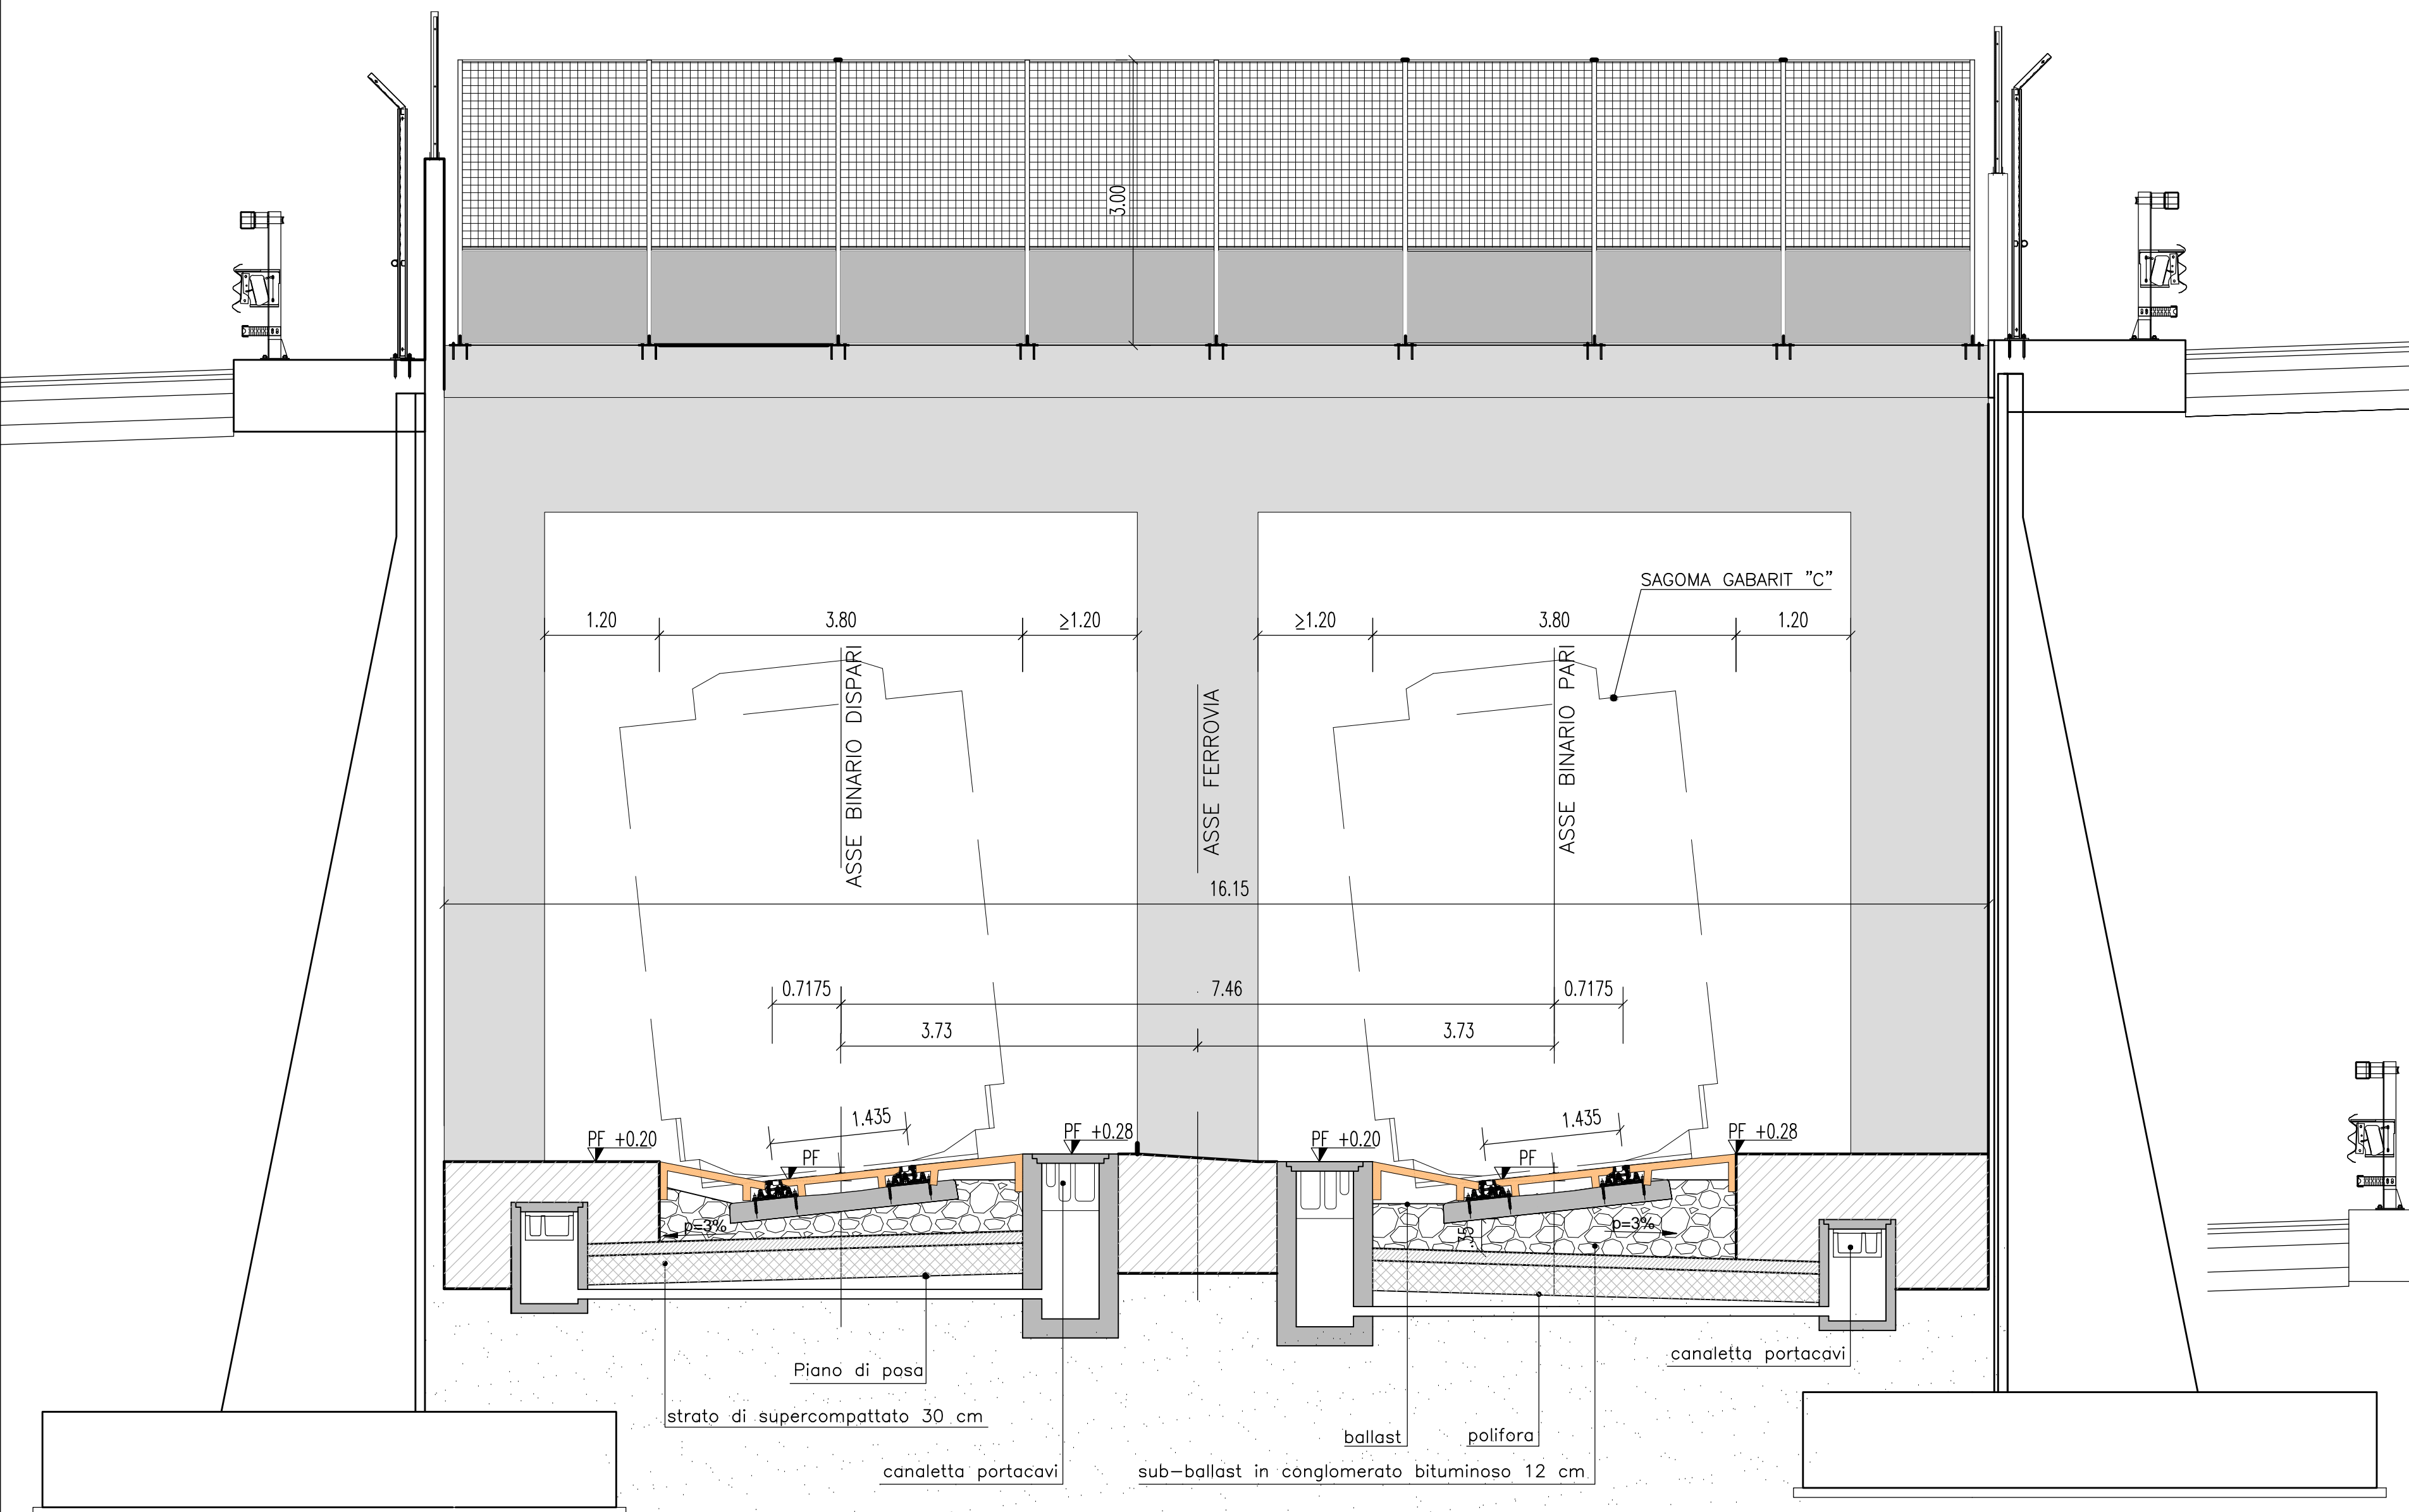 3.00
SAGOMA GABARIT "C"
1.20
3.80
≥1.20
≥1.20
3.80
1.20
ASSE BINARIO DISPARI
ASSE FERROVIA
ASSE BINARIO PARI
16.15
0.7175
7.46
0.7175
3.73
3.73
1.435
1.435
PF +0.20
PF
PF +0.28
PF +0.20
PF
PF +0.28
p=3%
.35
p=3%
canaletta portacavi
Piano di posa
strato di supercompattato 30 cm
ballast
polifora
canaletta portacavi
sub-ballast in conglomerato bituminoso 12 cm